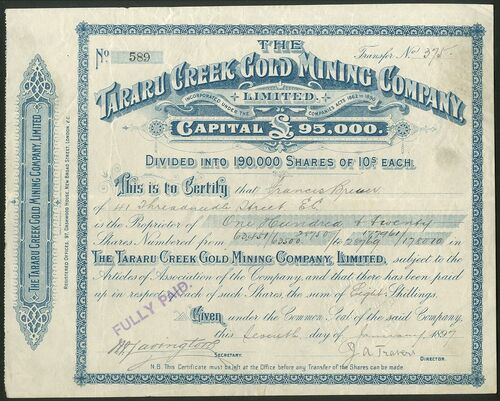 No 589
Transfer No 375
THE
TARARU CREEK GOLD MINING COMPANY,
INCORPORATED UNDER THE COMPANIES ACTS 1862 TO 1890
LIMITED.
CAPITAL £ 95,000.
DIVIDED INTO 190,000 SHARES OF 10S EACH.
This is to Certify that Francis Brewer
of 41 Threadneedle Street E.C.
is the Proprietor of One Hundred & twenty
Shares Numbered from in
THE TARARU CREEK GOLD MINING COMPANY, LIMITED, subject to the
Articles of Association of the Company, and that there has been paid
up in respect of each of such Shares, the sum of Eight Shillings.
FULLY PAID.
Given under the Common Seal of the said Company,
this Seventh day of January 1897
SECRETARY.
J A Travers
DIRECTOR.
N.B. This Certificate must be left at the Office before any Transfer of the Shares can be made
THE TARARU CREEK GOLD MINING COMPANY, LIMITED
REGISTERED OFFICES, 57, GRESHAM HOUSE, NEW BROAD STREET, LONDON. E.C.